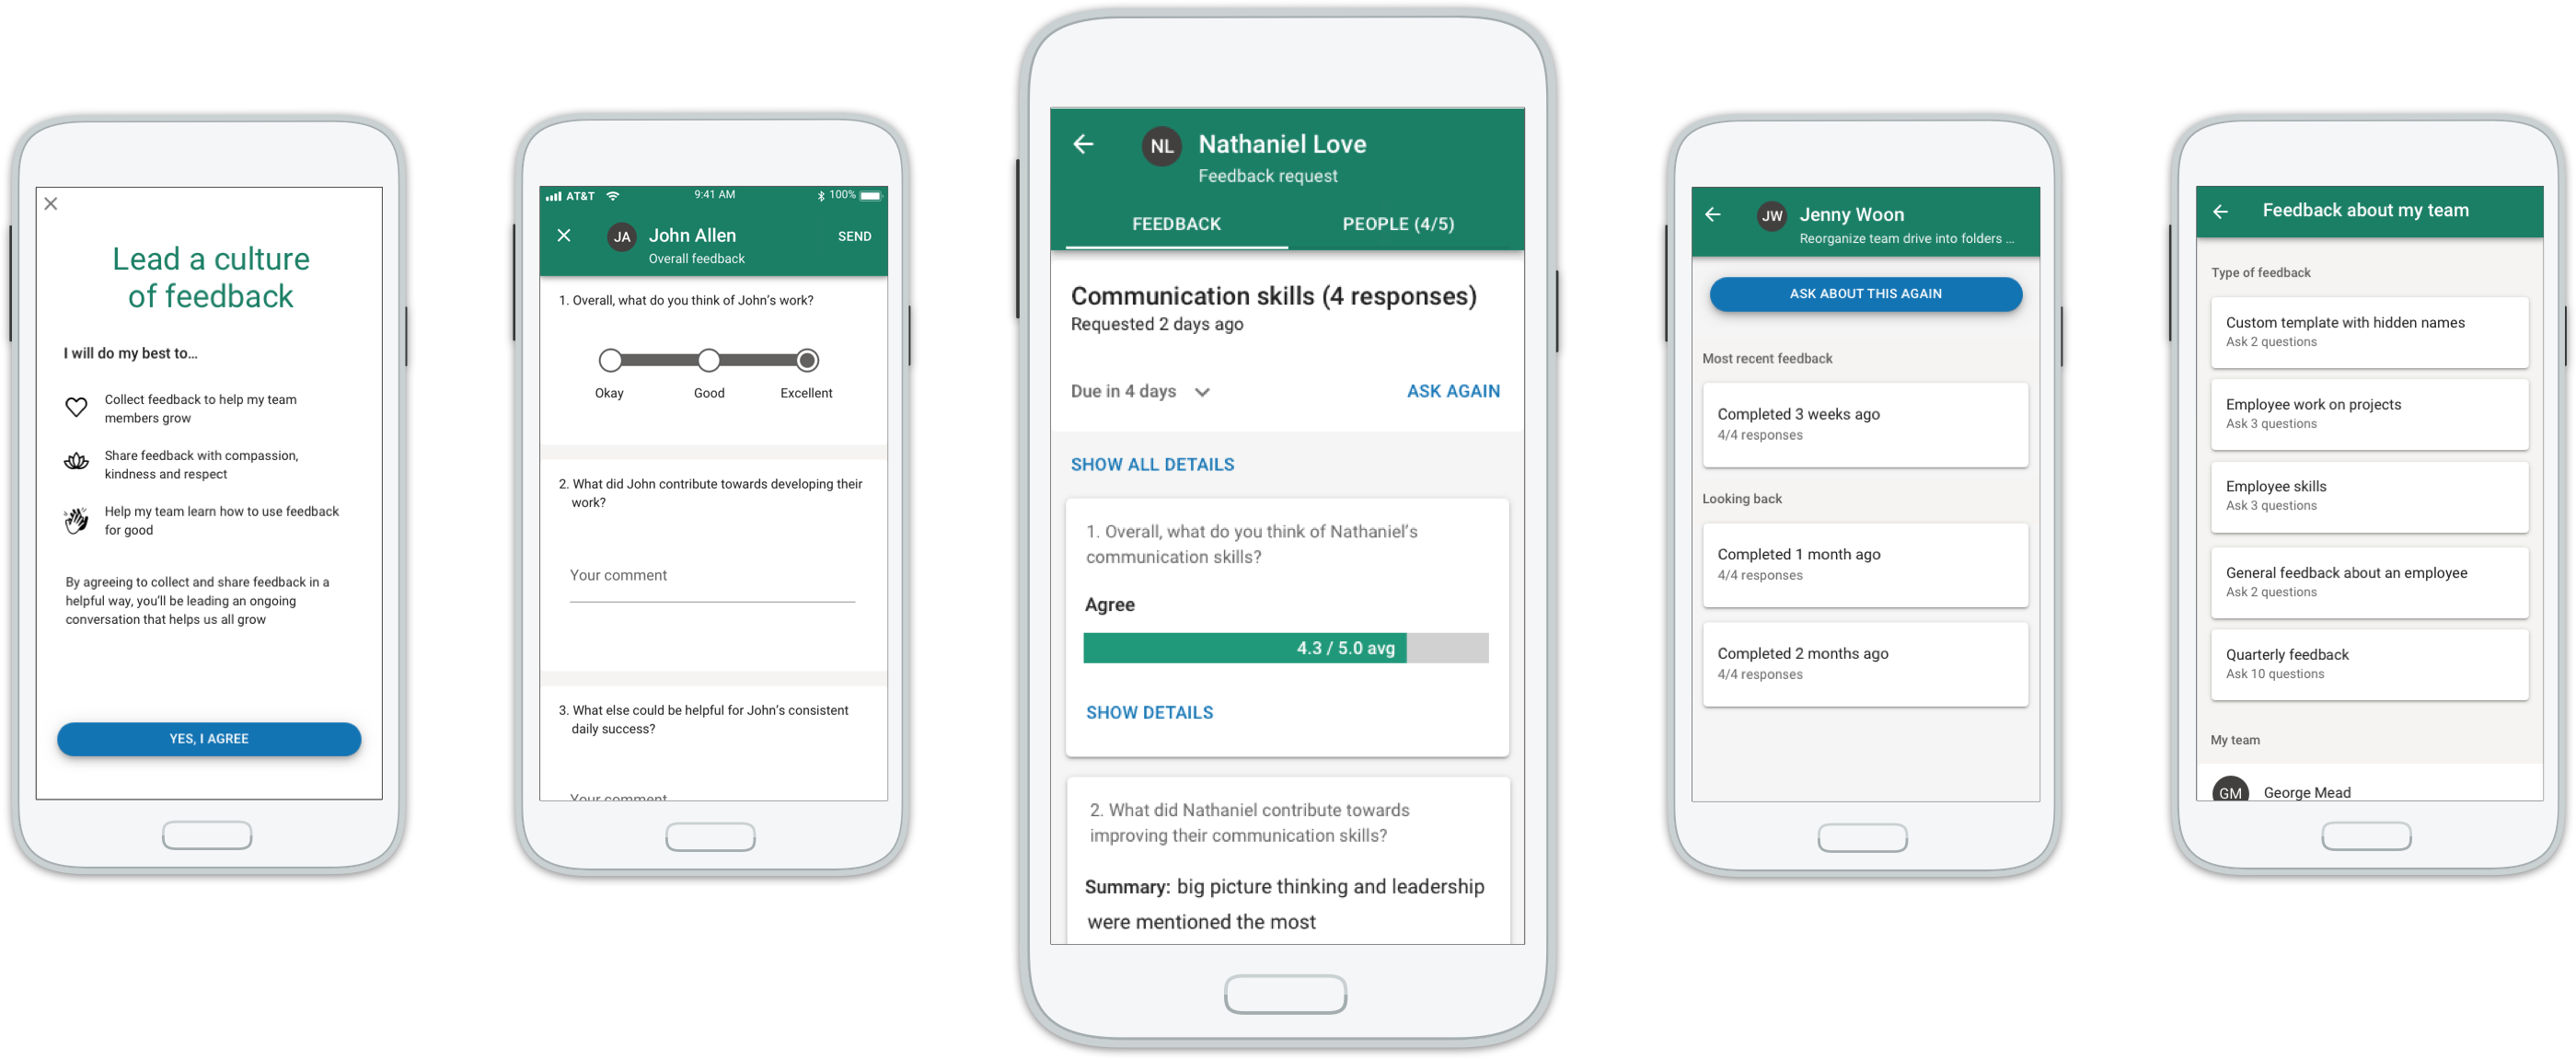 Lead a culture
of feedback
I will do my best to...
Collect feedback to help my team
members grow
Share feedback with compassion,
kindness and respect
Help my team learn how to use feedback
for good
By agreeing to collect and share feedback in a
helpful way, you'll be leading an ongoing
conversation that helps us all grow
YES, I AGREE
AT&T 9:41 AM 100%
JA John Allen SEND
Overall feedback
1. Overall, what do you think of John's work?
Okay Good Excellent
2. What did John contribute towards developing their
work?
Your comment
3. What else could be helpful for John's consistent
daily success?
Your comment
NL Nathaniel Love
Feedback request
FEEDBACK PEOPLE (4/5)
Communication skills (4 responses)
Requested 2 days ago
Due in 4 days ASK AGAIN
SHOW ALL DETAILS
1. Overall, what do you think of Nathaniel's
communication skills?
Agree
4.3 / 5.0 avg
SHOW DETAILS
2. What did Nathaniel contribute towards
improving their communication skills?
Summary: big picture thinking and leadership
were mentioned the most
JW Jenny Woon
Reorganize team drive into folders ...
ASK ABOUT THIS AGAIN
Most recent feedback
Completed 3 weeks ago
4/4 responses
Looking back
Completed 1 month ago
4/4 responses
Completed 2 months ago
4/4 responses
Feedback about my team
Type of feedback
Custom template with hidden names
Ask 2 questions
Employee work on projects
Ask 3 questions
Employee skills
Ask 3 questions
General feedback about an employee
Ask 2 questions
Quarterly feedback
Ask 10 questions
My team
GM George Mead